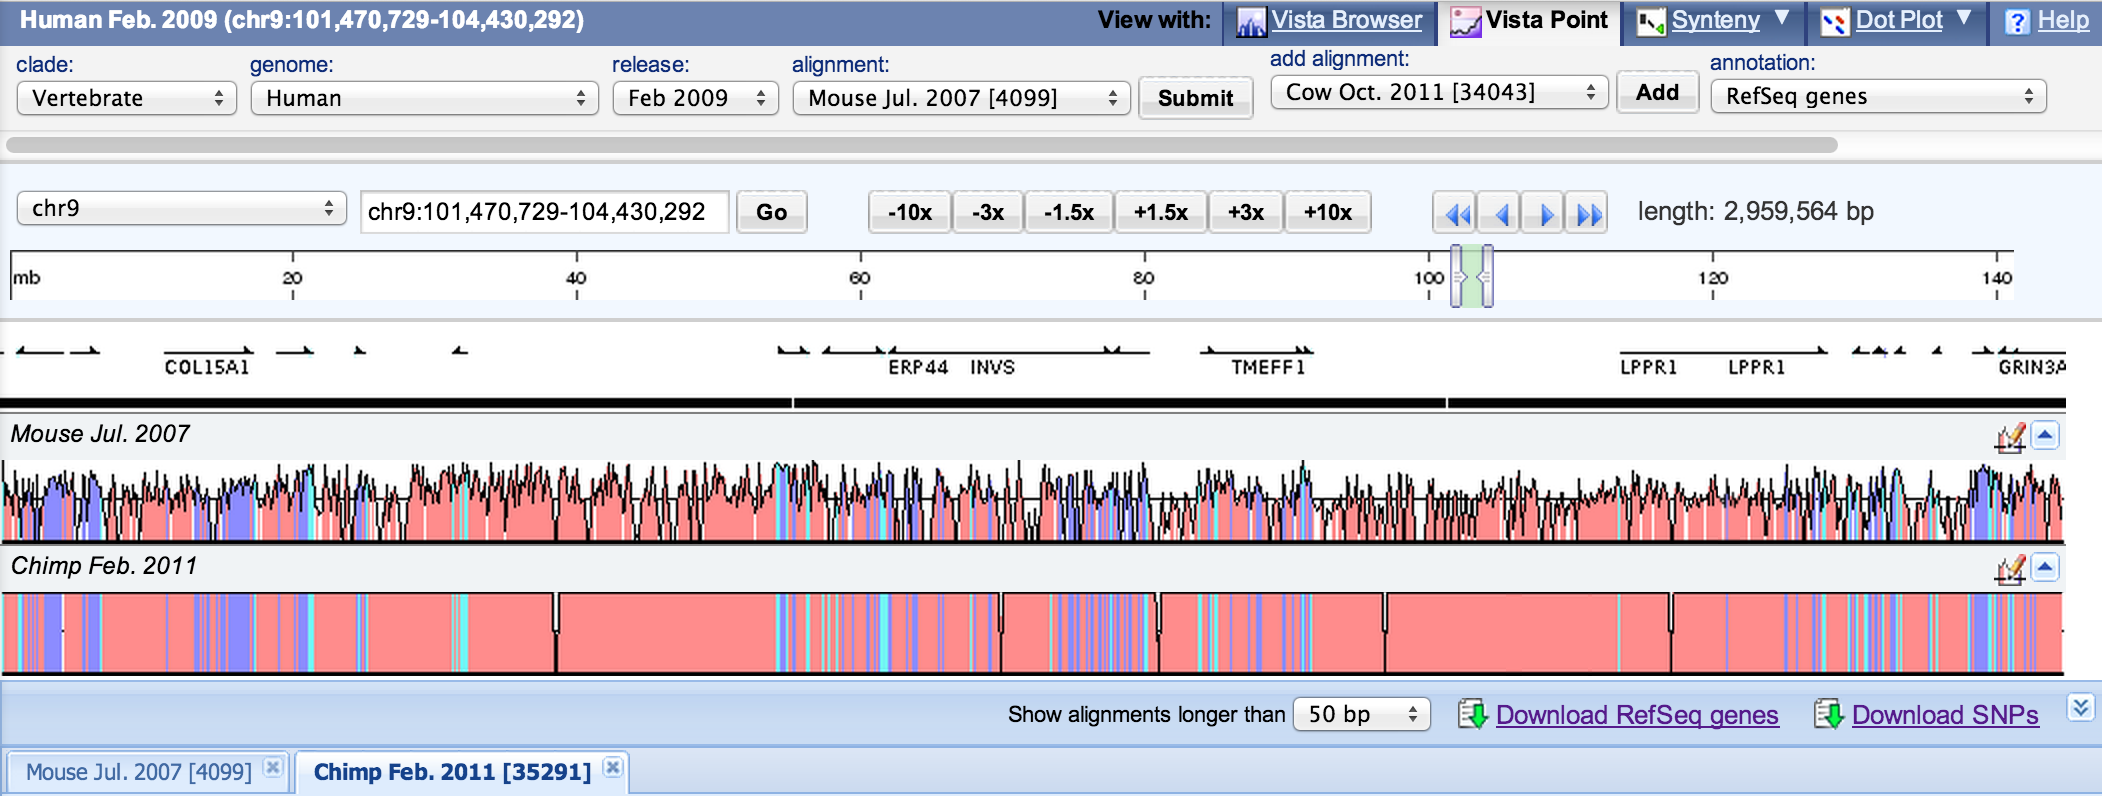 Human Feb. 2009 (chr9:101,470,729-104,430,292) View with: Vista Browser Vista Point Synteny ▼ Dot Plot ▼ ? Help
clade: genome: release: alignment: add alignment: annotation:
Vertebrate Human Feb 2009 Mouse Jul. 2007 [4099] Submit Cow Oct. 2011 [34043] Add RefSeq genes
chr9 chr9:101,470,729-104,430,292 Go -10x -3x -1.5x +1.5x +3x +10x length: 2,959,564 bp
mb 20 40 60 80 100 120 140
COL15A1 ERP44 INVS TMEFF1 LPPR1 LPPR1 GRIN3A
Mouse Jul. 2007
Chimp Feb. 2011
Show alignments longer than 50 bp Download RefSeq genes Download SNPs
Mouse Jul. 2007 [4099] Chimp Feb. 2011 [35291]